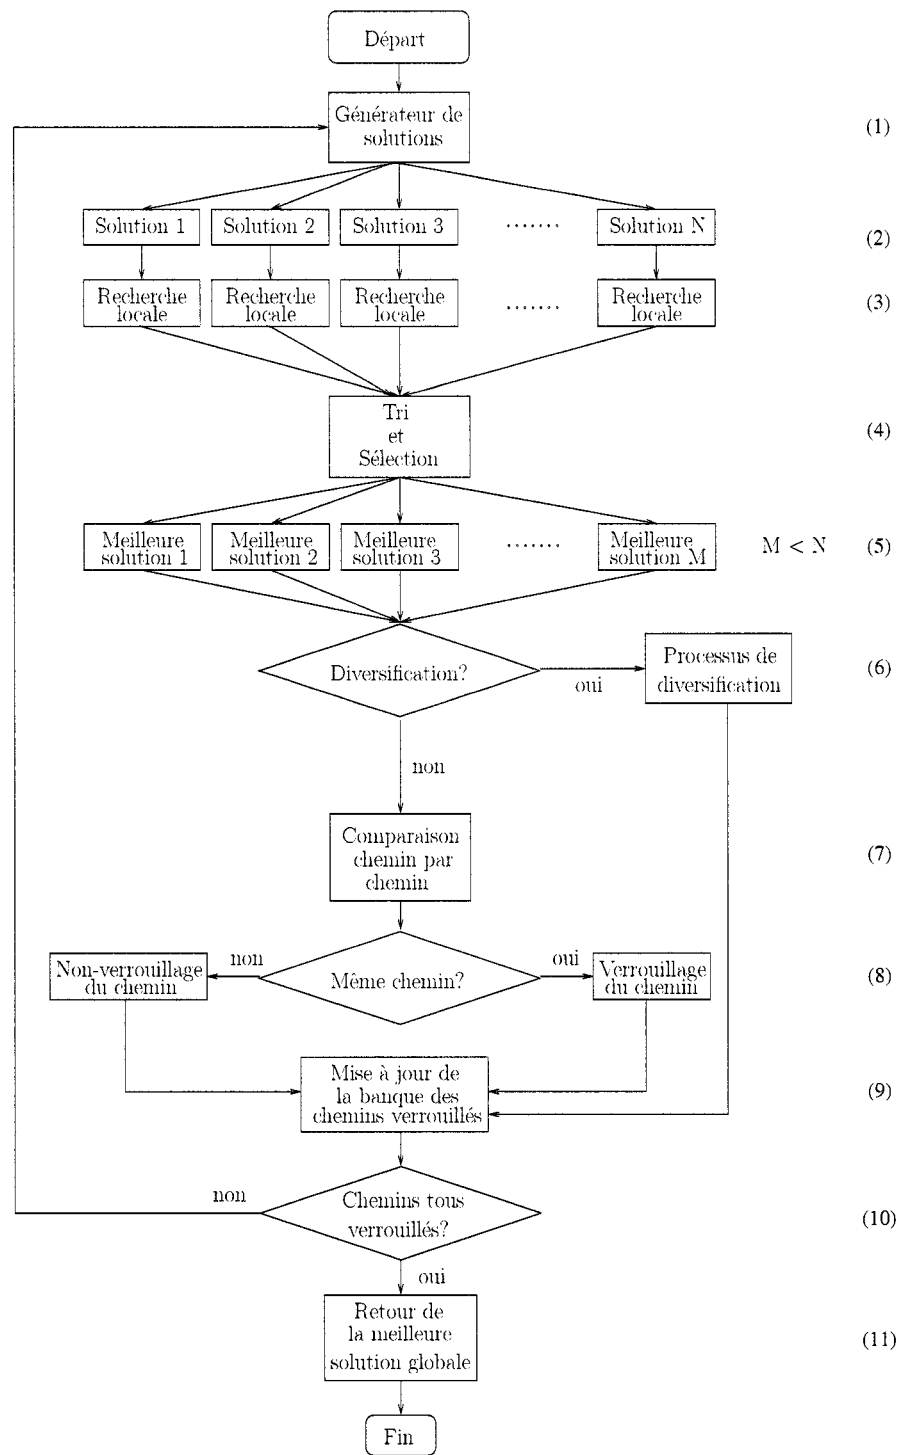 Départ
Générateur de
solutions
(1)
Solution 1
Solution 2
Solution 3
.......
Solution N
(2)
Recherche
locale
Recherche
locale
Recherche
locale
.......
Recherche
locale
(3)
Tri
et
Sélection
(4)
Meilleure
solution 1
Meilleure
solution 2
Meilleure
solution 3
.......
Meilleure
solution M
M < N
(5)
Diversification?
oui
Processus de
diversification
(6)
non
Comparaison
chemin par
chemin
(7)
Non-verrouillage
du chemin
non
Même chemin?
oui
Verrouillage
du chemin
(8)
Mise à jour de
la banque des
chemins verrouillés
(9)
non
Chemins tous
verrouillés?
(10)
oui
Retour de
la meilleure
solution globale
(11)
Fin